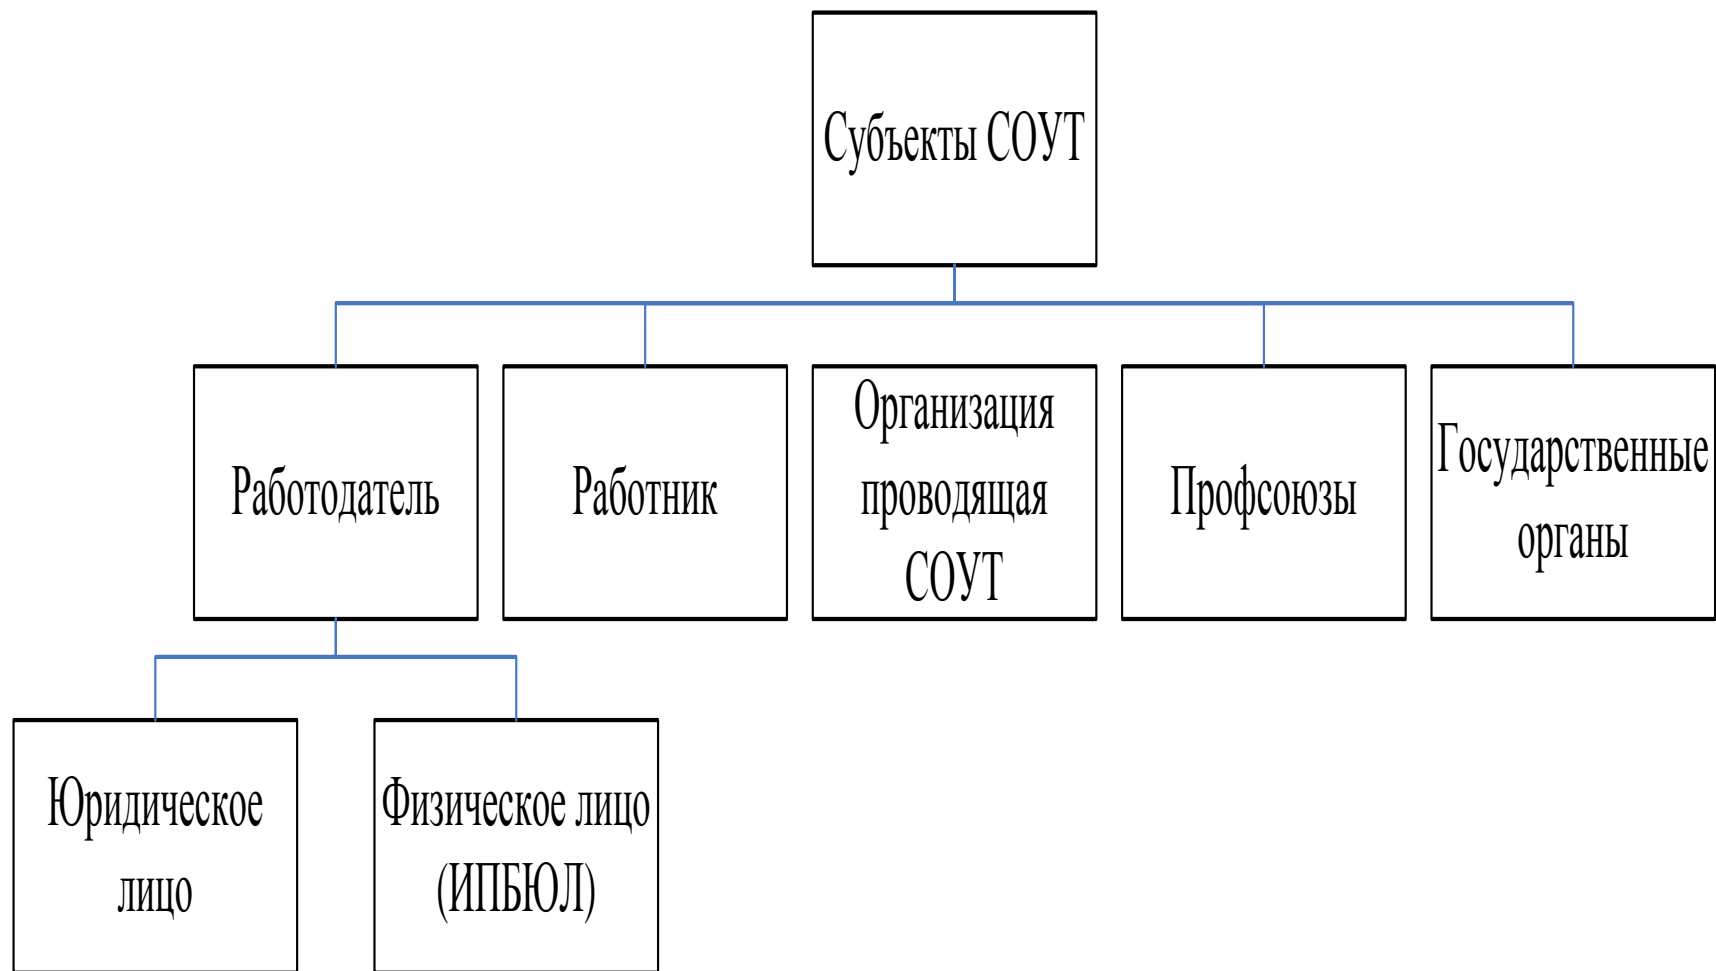 Субъекты СОУТ
Работодатель
Работник
Организация
проводящая
СОУТ
Профсоюзы
Государственные
органы
Юридическое
лицо
Физическое лицо
(ИПБЮЛ)